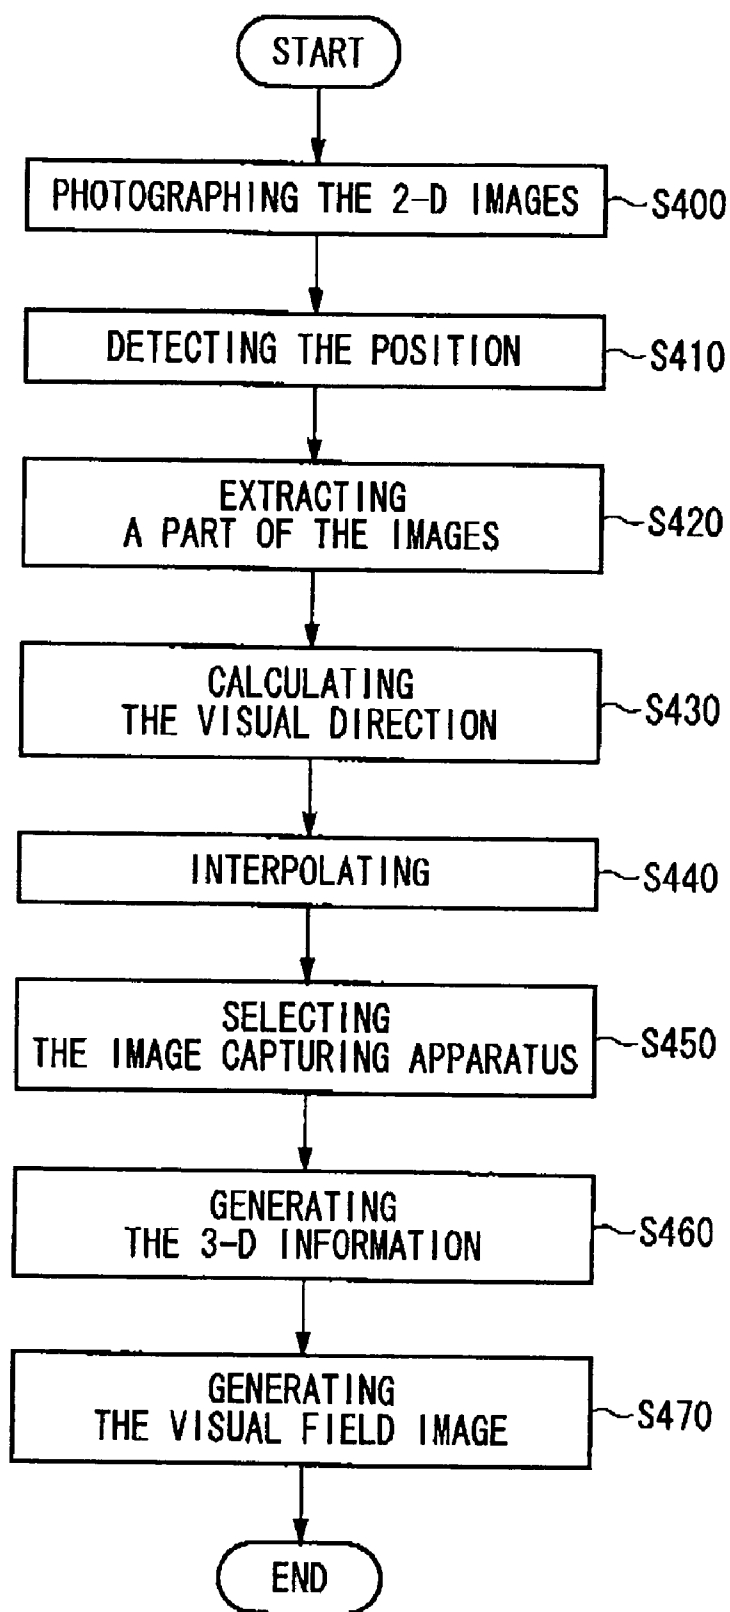 START
PHOTOGRAPHING THE 2-D IMAGES
S400
DETECTING THE POSITION
S410
EXTRACTING
A PART OF THE IMAGES
S420
CALCULATING
THE VISUAL DIRECTION
S430
INTERPOLATING
S440
SELECTING
THE IMAGE CAPTURING APPARATUS
S450
GENERATING
THE 3-D INFORMATION
S460
GENERATING
THE VISUAL FIELD IMAGE
S470
END